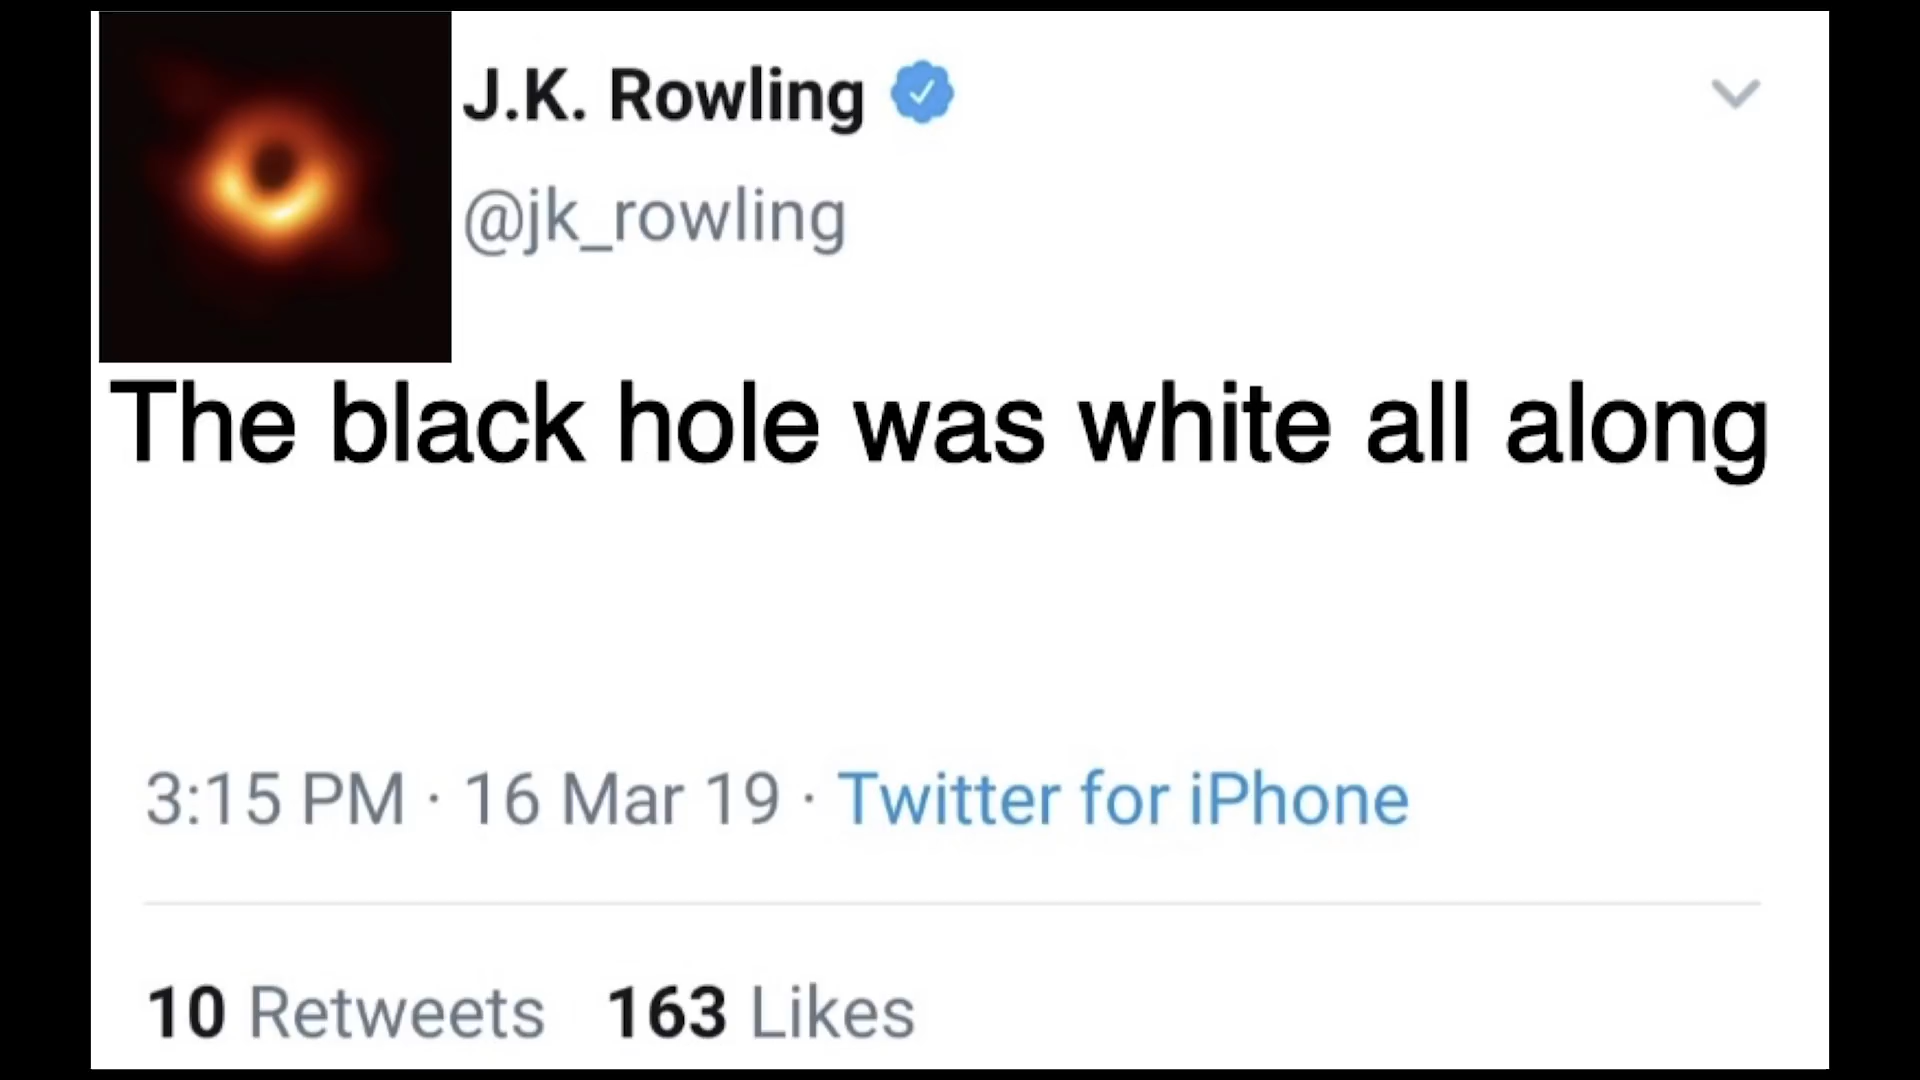 J.K. Rowling
@jk_rowling
The black hole was white all along
3:15 PM · 16 Mar 19 · Twitter for iPhone
10 Retweets 163 Likes